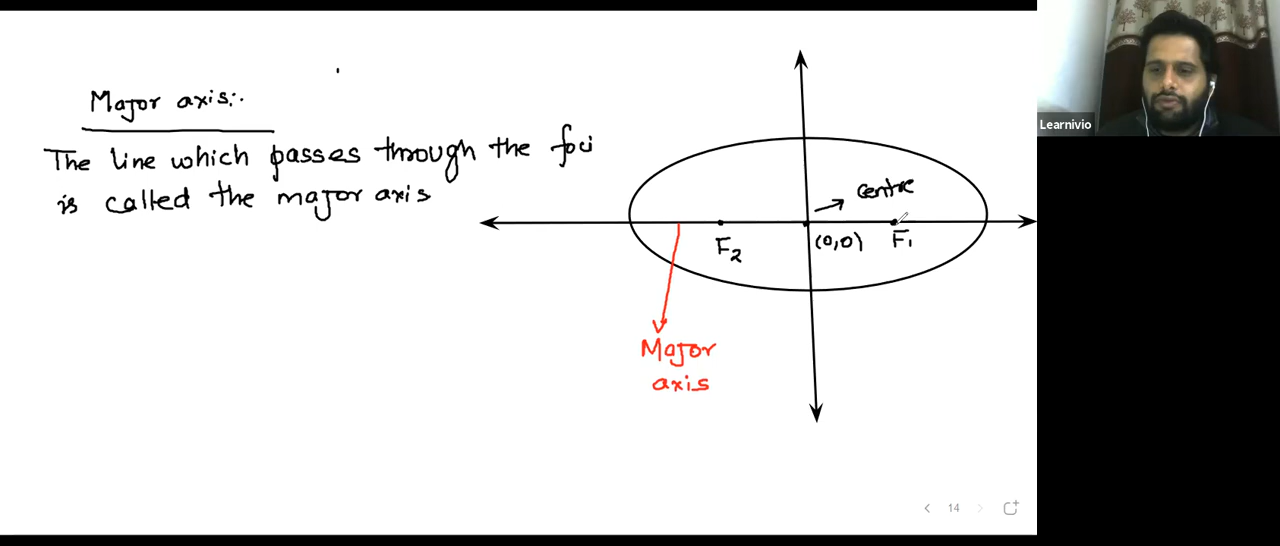 Major axis:.
The line which passes through the foci
is called the major axis
centre
F2
(0,0)
F1
Major
axis
Learnivio
14